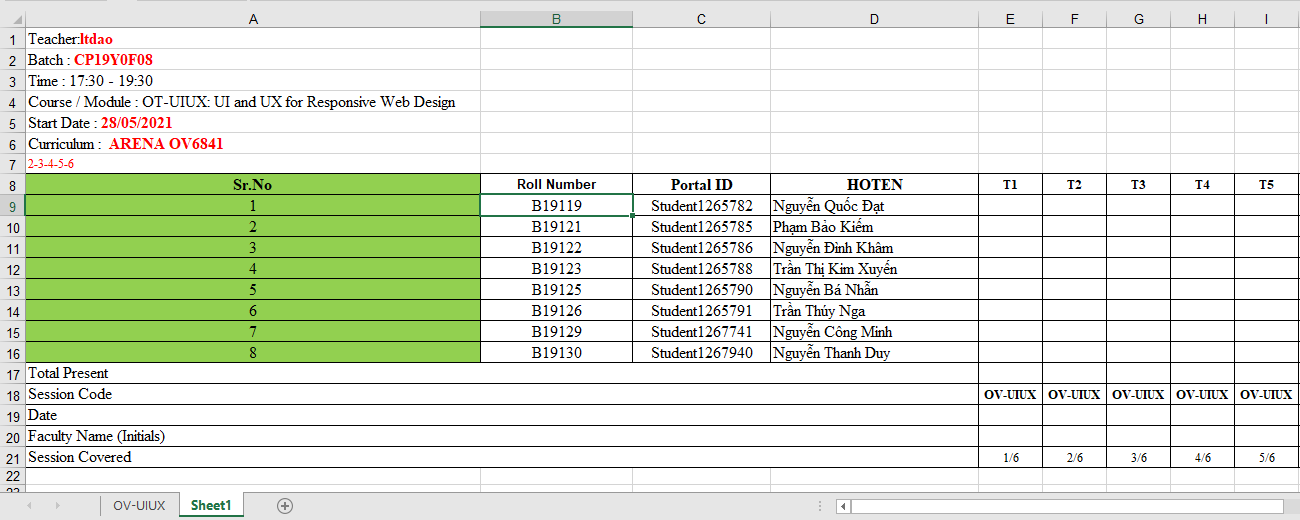 A B C D E F G H I
1 Teacher:ltdao
2 Batch : CP19Y0F08
3 Time : 17:30 - 19:30
4 Course / Module : OT-UIUX: UI and UX for Responsive Web Design
5 Start Date : 28/05/2021
6 Curriculum : ARENA OV6841
7 2-3-4-5-6
8 Sr.No Roll Number Portal ID HOTEN T1 T2 T3 T4 T5
9 1 B19119 Student1265782 Nguyễn Quốc Đạt
10 2 B19121 Student1265785 Phạm Bảo Kiếm
11 3 B19122 Student1265786 Nguyễn Đình Khâm
12 4 B19123 Student1265788 Trần Thị Kim Xuyến
13 5 B19125 Student1265790 Nguyễn Bá Nhẫn
14 6 B19126 Student1265791 Trần Thúy Nga
15 7 B19129 Student1267741 Nguyễn Công Minh
16 8 B19130 Student1267940 Nguyễn Thanh Duy
17 Total Present
18 Session Code OV-UIUX OV-UIUX OV-UIUX OV-UIUX OV-UIUX
19 Date
20 Faculty Name (Initials)
21 Session Covered 1/6 2/6 3/6 4/6 5/6
22
23
OV-UIUX Sheet1